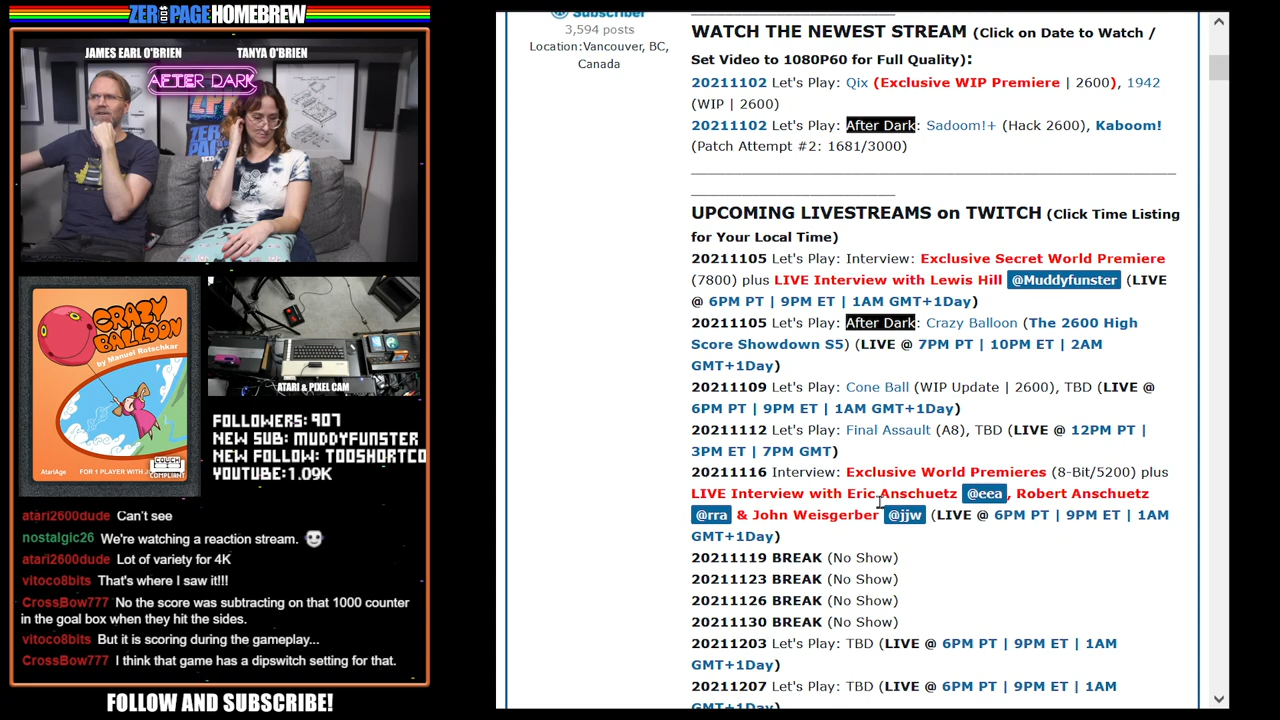 ZERO PAGE HOMEBREW
JAMES EARL O'BRIEN
TANYA O'BRIEN
AFTER DARK
CRAZY
BALLOON
by Manuel Rotschkar
AtariAge
FOR 1 PLAYER WITH
COUCH
COMPLIANT
ATARI & PIXEL CAM
FOLLOWERS: 907
NEW SUB: MUDDYFUNSTER
NEW FOLLOW: TOOSHORTCO
YOUTUBE: 1.09K
atari2600dude Can't see
nostalgic26 We're watching a reaction stream.
atari2600dude Lot of variety for 4K
vitoco8bits That's where I saw it!!!
CrossBow777 No the score was subtracting on that 1000 counter
in the goal box when they hit the sides.
vitoco8bits But it is scoring during the gameplay...
CrossBow777 I think that game has a dipswitch setting for that.
FOLLOW AND SUBSCRIBE!
Subscriber
3,594 posts
Location:Vancouver, BC,
Canada
WATCH THE NEWEST STREAM (Click on Date to Watch /
Set Video to 1080P60 for Full Quality):
20211102 Let's Play: Qix (Exclusive WIP Premiere | 2600), 1942
(WIP | 2600)
20211102 Let's Play: After Dark: Sadoom!+ (Hack 2600), Kaboom!
(Patch Attempt #2: 1681/3000)
UPCOMING LIVESTREAMS on TWITCH (Click Time Listing
for Your Local Time)
20211105 Let's Play: Interview: Exclusive Secret World Premiere
(7800) plus LIVE Interview with Lewis Hill @Muddyfunster (LIVE
@ 6PM PT | 9PM ET | 1AM GMT+1Day)
20211105 Let's Play: After Dark: Crazy Balloon (The 2600 High
Score Showdown S5) (LIVE @ 7PM PT | 10PM ET | 2AM
GMT+1Day)
20211109 Let's Play: Cone Ball (WIP Update | 2600), TBD (LIVE @
6PM PT | 9PM ET | 1AM GMT+1Day)
20211112 Let's Play: Final Assault (A8), TBD (LIVE @ 12PM PT |
3PM ET | 7PM GMT)
20211116 Interview: Exclusive World Premieres (8-Bit/5200) plus
LIVE Interview with Eric Anschuetz @eea, Robert Anschuetz
@rra & John Weisgerber @jjw (LIVE @ 6PM PT | 9PM ET | 1AM
GMT+1Day)
20211119 BREAK (No Show)
20211123 BREAK (No Show)
20211126 BREAK (No Show)
20211130 BREAK (No Show)
20211203 Let's Play: TBD (LIVE @ 6PM PT | 9PM ET | 1AM
GMT+1Day)
20211207 Let's Play: TBD (LIVE @ 6PM PT | 9PM ET | 1AM
GMT+1Day)